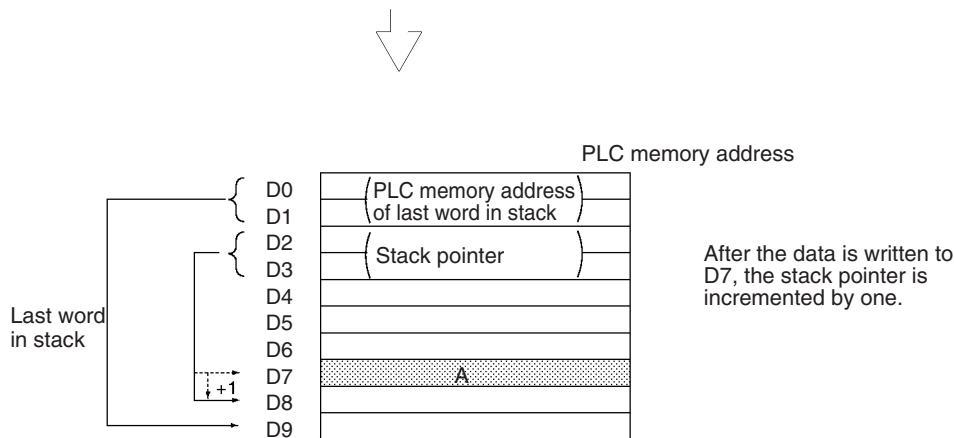 PLC memory address
D0
PLC memory address
D1
of last word in stack
D2
Stack pointer
D3
After the data is written to
D7, the stack pointer is
incremented by one.
D4
Last word
in stack
D5
D6
D7
A
+1
D8
D9